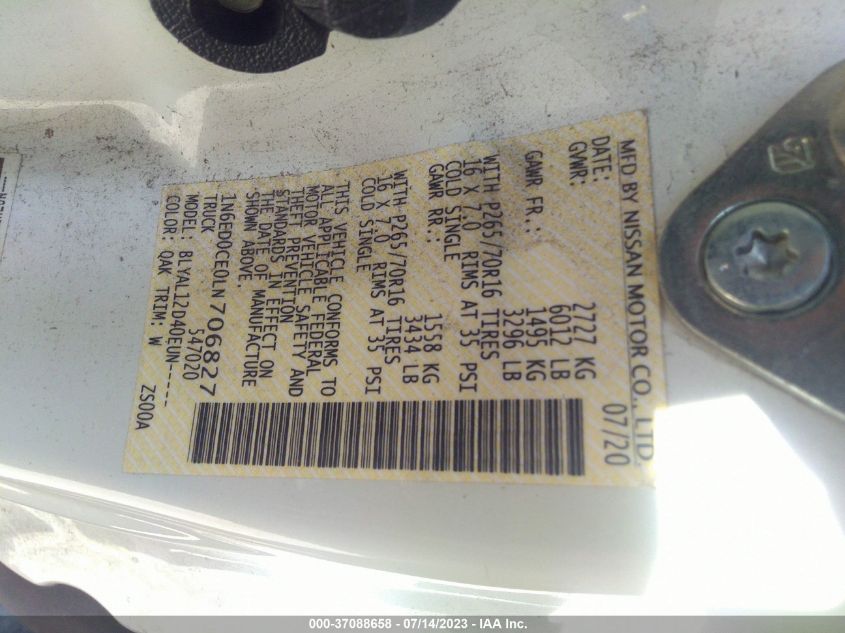 MFD BY NISSAN MOTOR CO., LTD.
DATE: 07/20
GVWR: 2727 KG
6012 LB
GAWR FR.: 1495 KG
3296 LB
WITH P265/70R16 TIRES
16 X 7.0 RIMS AT 35 PSI
COLD SINGLE
GAWR RR.: 1558 KG
3434 LB
WITH P265/70R16 TIRES
16 X 7.0 RIMS AT 35 PSI
COLD SINGLE
THIS VEHICLE CONFORMS TO
ALL APPLICABLE FEDERAL
MOTOR VEHICLE SAFETY AND
THEFT PREVENTION
STANDARDS IN EFFECT ON
THE DATE OF MANUFACTURE
SHOWN ABOVE.
1N6ED0CE0LN706827
TRUCK 547020
MODEL: BLYAL12D40EUN-----
COLOR: QAK TRIM: W ZS00A
000-37088658 - 07/14/2023 - IAA Inc.